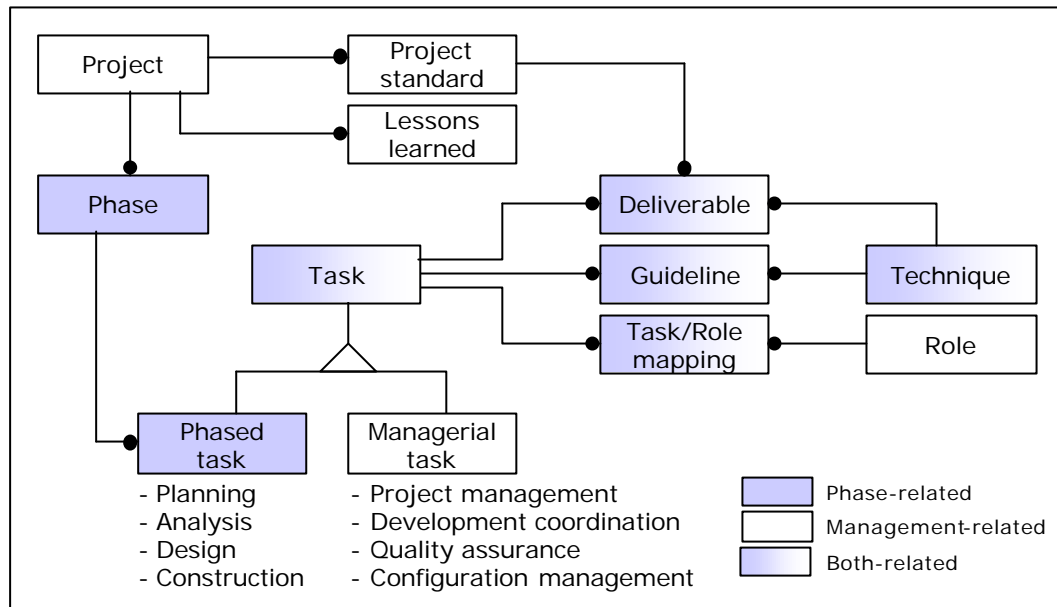 Project
Project
standard
Lessons
learned
Phase
Deliverable
Task
Guideline
Technique
Task/Role
mapping
Role
Phased
task
Managerial
task
- Planning
- Analysis
- Design
- Construction
- Project management
- Development coordination
- Quality assurance
- Configuration management
Phase-related
Management-related
Both-related